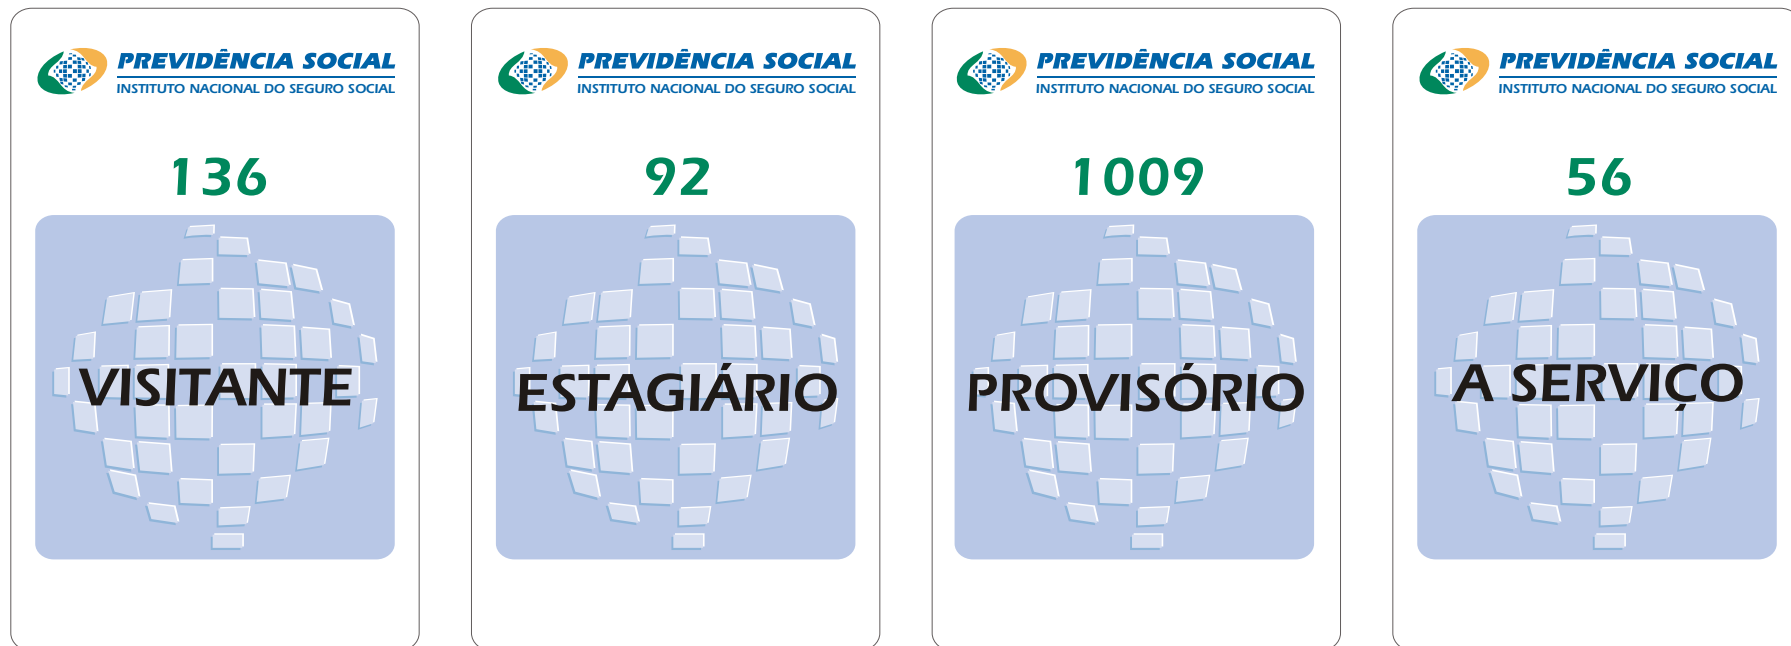 PREVIDÊNCIA SOCIAL
INSTITUTO NACIONAL DO SEGURO SOCIAL
136
VISITANTE
PREVIDÊNCIA SOCIAL
INSTITUTO NACIONAL DO SEGURO SOCIAL
92
ESTAGIÁRIO
PREVIDÊNCIA SOCIAL
INSTITUTO NACIONAL DO SEGURO SOCIAL
1009
PROVISÓRIO
PREVIDÊNCIA SOCIAL
INSTITUTO NACIONAL DO SEGURO SOCIAL
56
A SERVIÇO